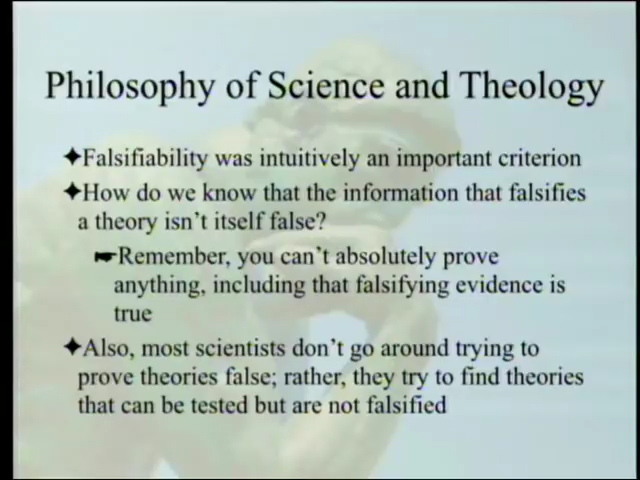 Philosophy of Science and Theology
Falsifiability was intuitively an important criterion
How do we know that the information that falsifies
a theory isn't itself false?
Remember, you can't absolutely prove
anything, including that falsifying evidence is
true
Also, most scientists don't go around trying to
prove theories false; rather, they try to find theories
that can be tested but are not falsified